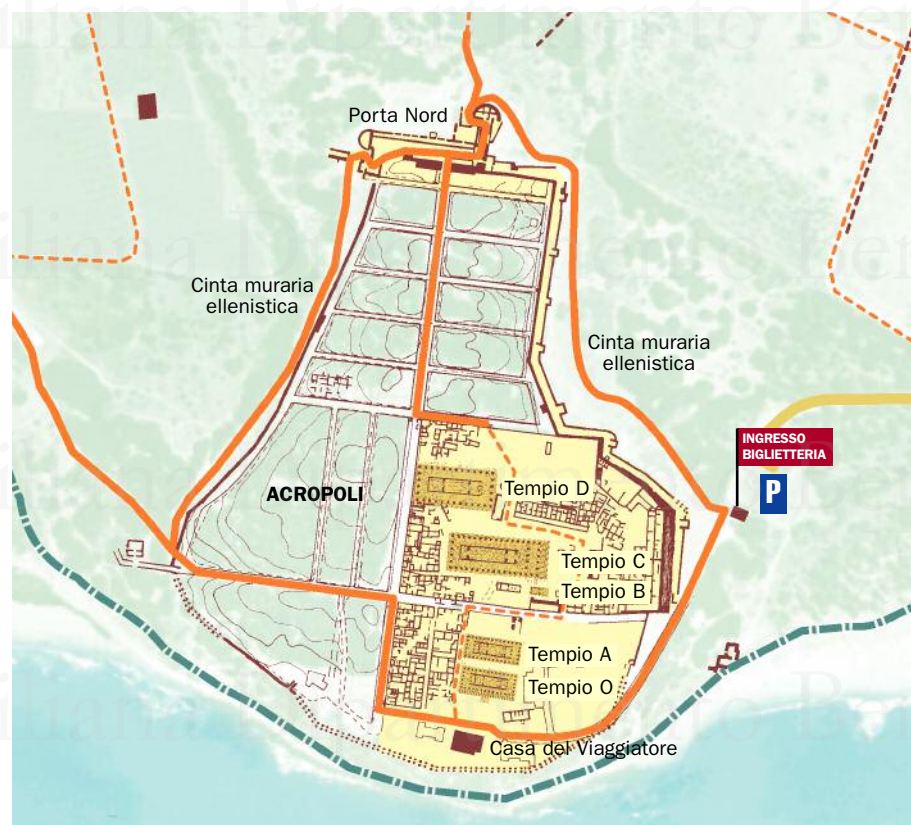 Porta Nord
Cinta muraria
ellenistica
Cinta muraria
ellenistica
INGRESSO
BIGLIETTERIA
P
ACROPOLI
Tempio D
Tempio C
Tempio B
Tempio A
Tempio O
Casa del Viaggiatore